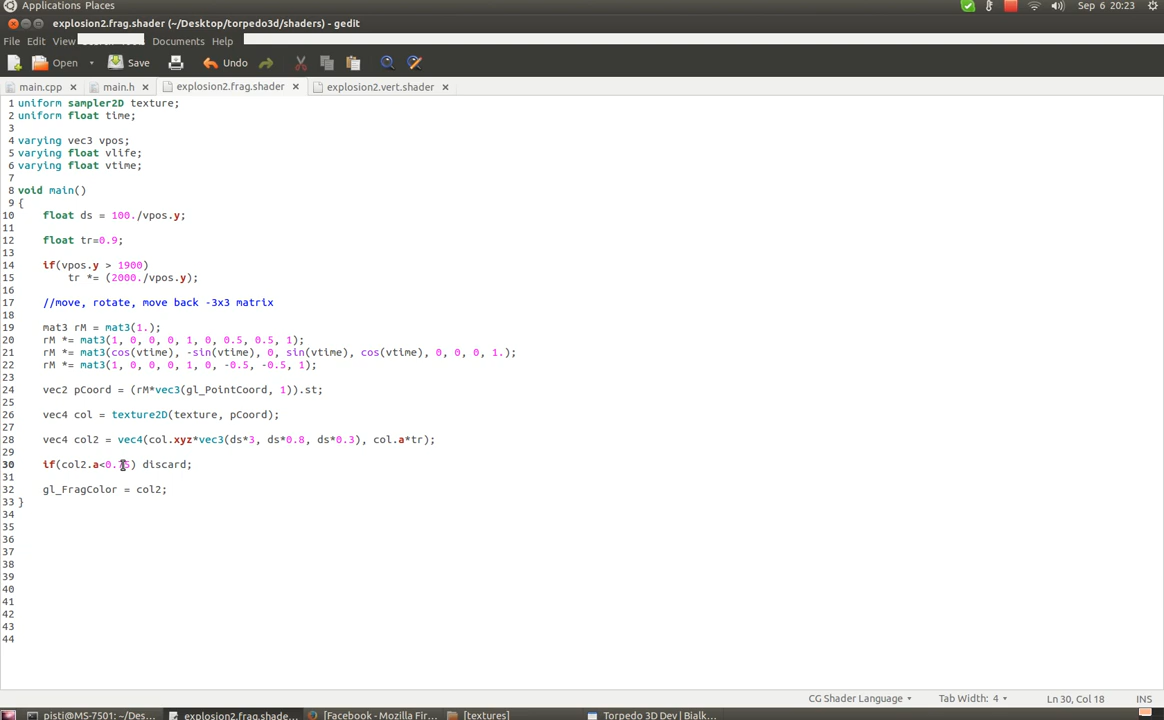 Applications Places
Sep 6 20:23
explosion2.frag.shader (~/Desktop/torpedo3d/shaders) - gedit
File Edit View Documents Help
Open Save Undo
main.cpp main.h explosion2.frag.shader explosion2.vert.shader
1 uniform sampler2D texture;
2 uniform float time;
3
4 varying vec3 vpos;
5 varying float vlife;
6 varying float vtime;
7
8 void main()
9 {
10 float ds = 100./vpos.y;
11
12 float tr=0.9;
13
14 if(vpos.y > 1900)
15 tr *= (2000./vpos.y);
16
17 //move, rotate, move back -3x3 matrix
18
19 mat3 rM = mat3(1.);
20 rM *= mat3(1, 0, 0, 0, 1, 0, 0.5, 0.5, 1);
21 rM *= mat3(cos(vtime), -sin(vtime), 0, sin(vtime), cos(vtime), 0, 0, 0, 1.);
22 rM *= mat3(1, 0, 0, 0, 1, 0, -0.5, -0.5, 1);
23
24 vec2 pCoord = (rM*vec3(gl_PointCoord, 1)).st;
25
26 vec4 col = texture2D(texture, pCoord);
27
28 vec4 col2 = vec4(col.xyz*vec3(ds*3, ds*0.8, ds*0.3), col.a*tr);
29
30 if(col2.a<0.75) discard;
31
32 gl_FragColor = col2;
33 }
34
35
36
37
38
39
40
41
42
43
44
CG Shader Language Tab Width: 4 Ln 30, Col 18 INS
pisti@MS-7501: ~/Des... explosion2.frag.shade... [Facebook - Mozilla Fir... [textures] Torpedo 3D Dev | Bialk...